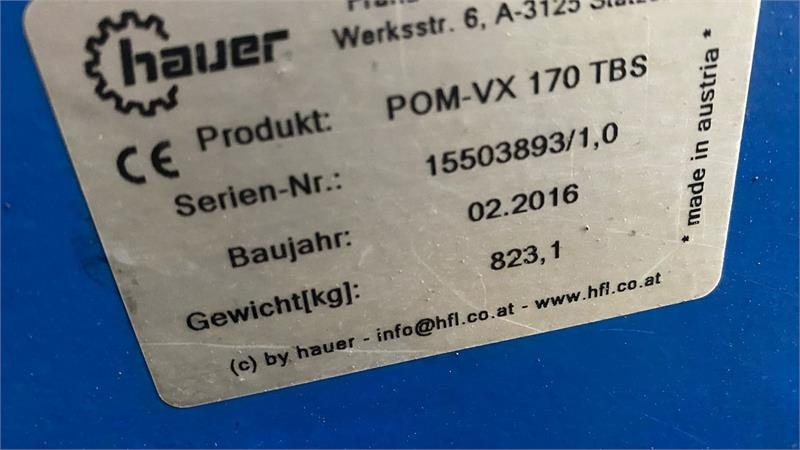 hauer
Werksstr. 6, A-3125
CE
Produkt: POM-VX 170 TBS
Serien-Nr.: 15503893/1,0
Baujahr: 02.2016
Gewicht[kg]: 823,1
(c) by hauer - info@hfl.co.at - www.hfl.co.at
* made in austria *